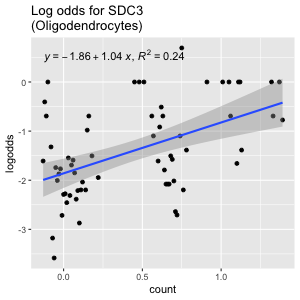 Log odds for SDC3
(Oligodendrocytes)
y = −1.86 + 1.04 x, R² = 0.24
0
-1
-2
-3
logodds
0.0 0.5 1.0
count